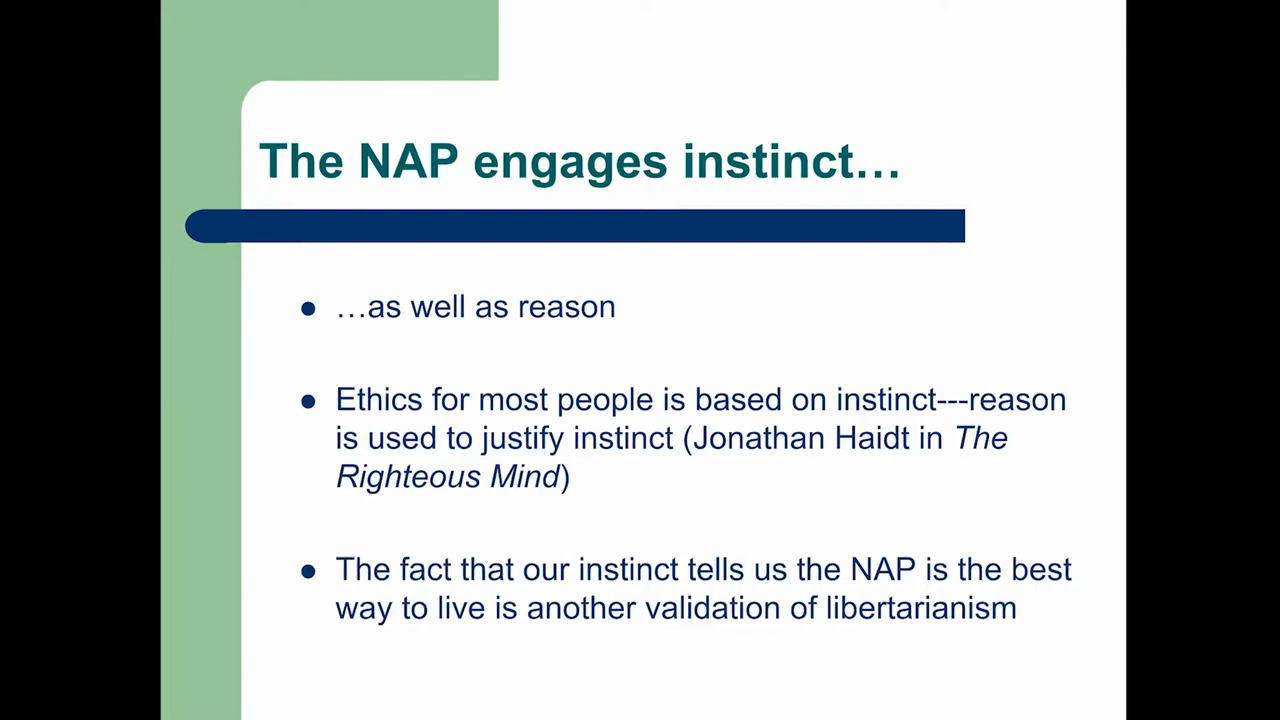 The NAP engages instinct…
…as well as reason
Ethics for most people is based on instinct---reason
is used to justify instinct (Jonathan Haidt in The
Righteous Mind)
The fact that our instinct tells us the NAP is the best
way to live is another validation of libertarianism